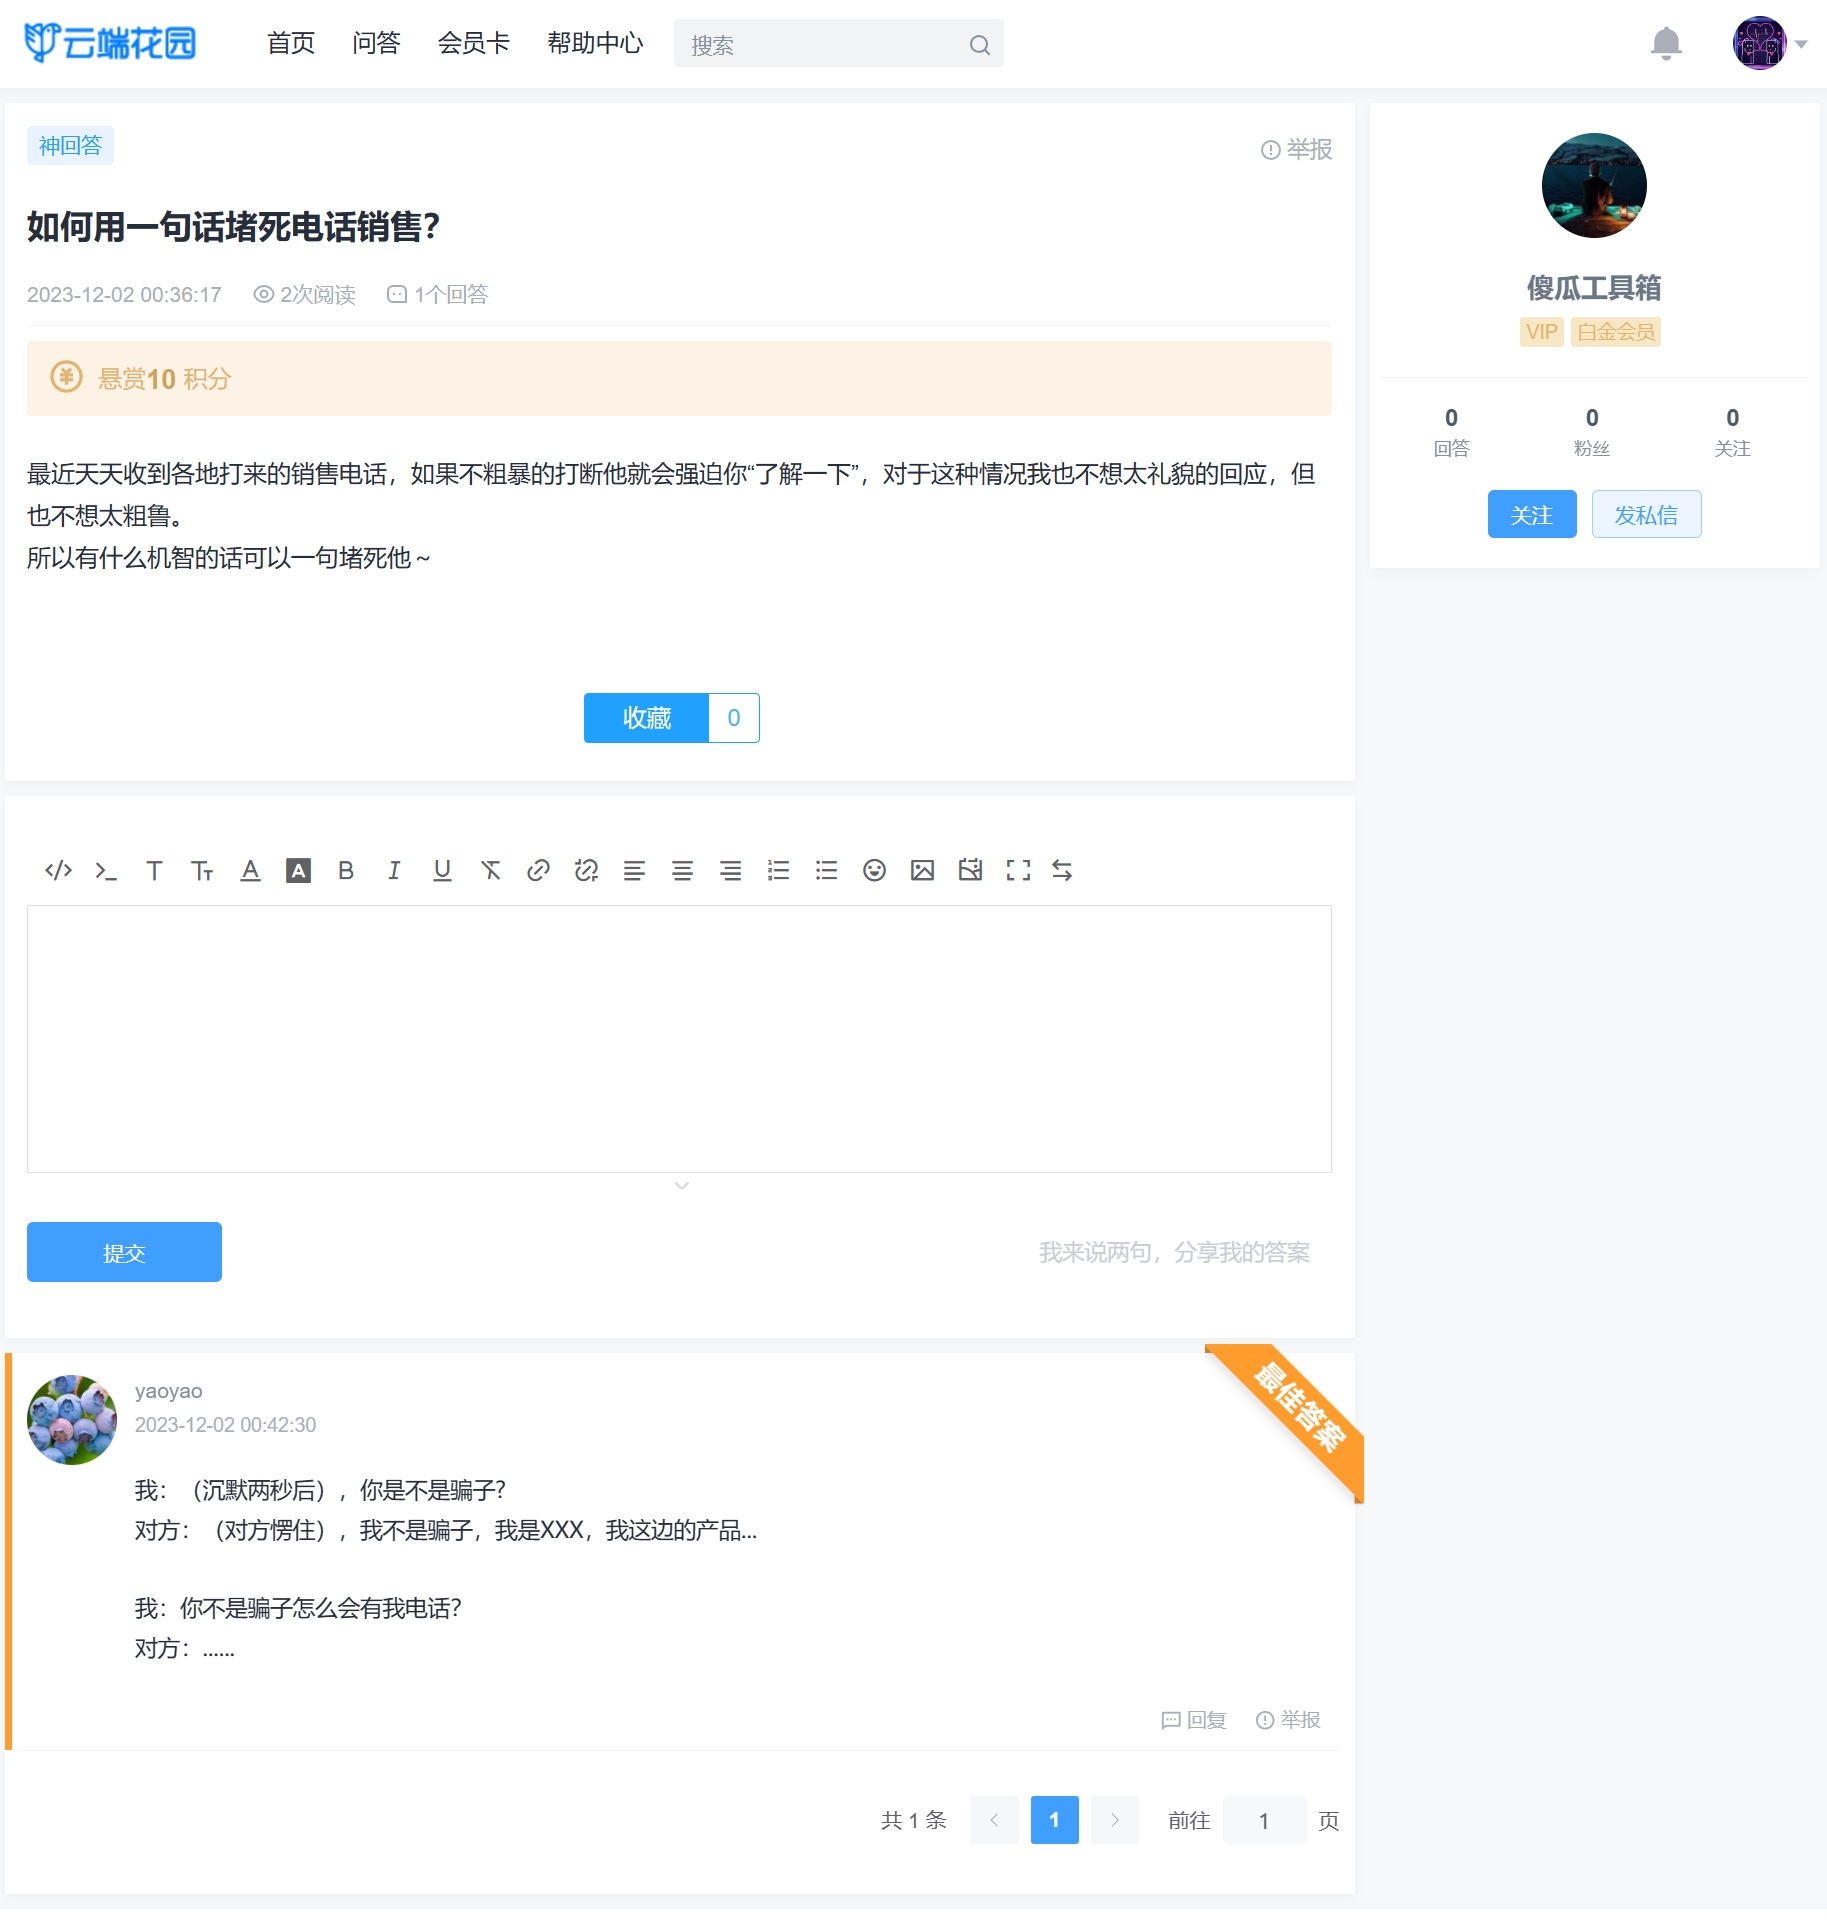 云端花园
首页 问答 会员卡 帮助中心 搜索
神回答
举报
如何用一句话堵死电话销售？
2023-12-02 00:36:17 2次阅读 1个回答
悬赏10 积分
最近天天收到各地打来的销售电话，如果不粗暴的打断他就会强迫你“了解一下”，对于这种情况我也不想太礼貌的回应，但
也不想太粗鲁。
所以有什么机智的话可以一句堵死他～
收藏 0
傻瓜工具箱
VIP 白金会员
0 0 0
回答 粉丝 关注
关注 发私信
提交
我来说两句，分享我的答案
最佳答案
yaoyao
2023-12-02 00:42:30
我：（沉默两秒后），你是不是骗子?
对方：（对方愣住），我不是骗子，我是XXX，我这边的产品...
我：你不是骗子怎么会有我电话?
对方：......
回复 举报
共 1 条 1 前往 1 页